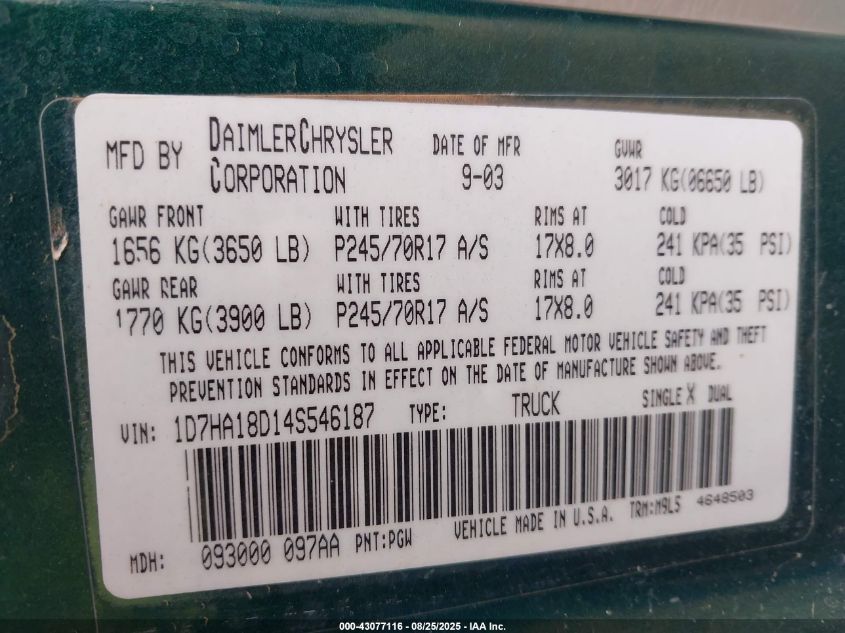 MFD BY DAIMLERCHRYSLER CORPORATION DATE OF MFR 9-03 GVWR 3017 KG(06650 LB)
GAWR FRONT WITH TIRES RIMS AT COLD
1656 KG(3650 LB) P245/70R17 A/S 17X8.0 241 KPA(35 PSI)
GAWR REAR WITH TIRES RIMS AT COLD
1770 KG(3900 LB) P245/70R17 A/S 17X8.0 241 KPA(35 PSI)
THIS VEHICLE CONFORMS TO ALL APPLICABLE FEDERAL MOTOR VEHICLE SAFETY AND THEFT
PREVENTION STANDARDS IN EFFECT ON THE DATE OF MANUFACTURE SHOWN ABOVE.
VIN: 1D7HA18D14S546187 TYPE: TRUCK SINGLE X DUAL
MDH: 093000 097AA PNT:PGW VEHICLE MADE IN U.S.A. TRM:M9L5 4648503
000-43077116 - 08/25/2025 - IAA Inc.